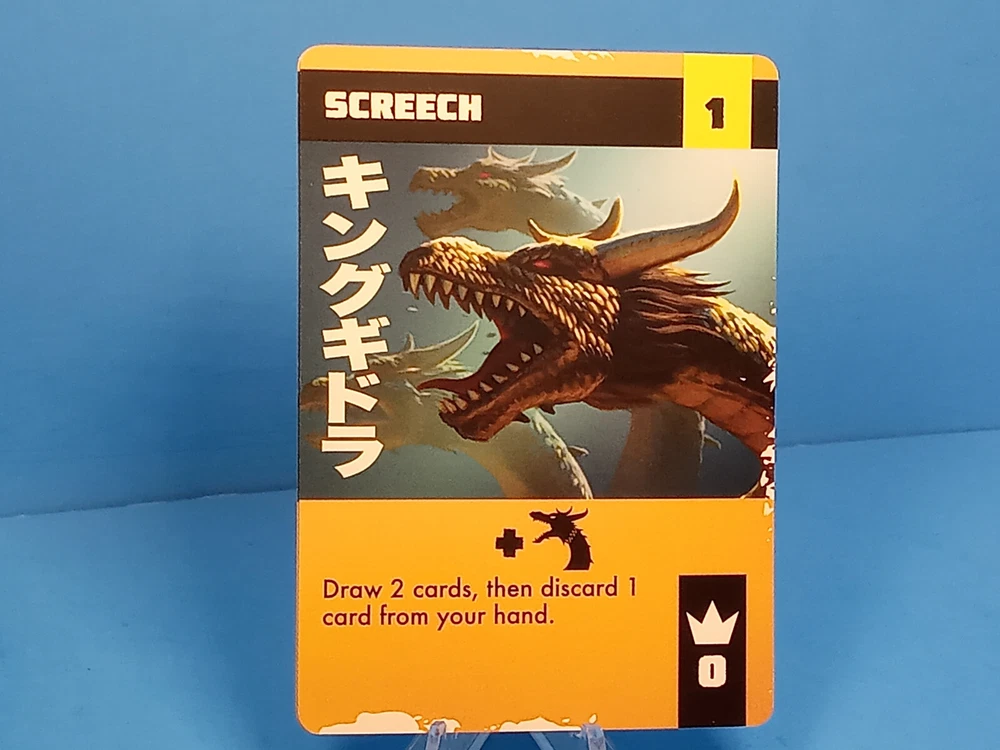 SCREECH
1
キングギドラ
+
Draw 2 cards, then discard 1
card from your hand.
0